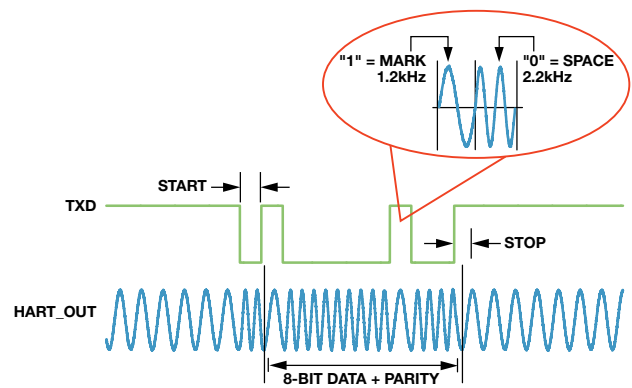 "1" = MARK
1.2kHz
"0" = SPACE
2.2kHz
START
TXD
STOP
HART_OUT
8-BIT DATA + PARITY